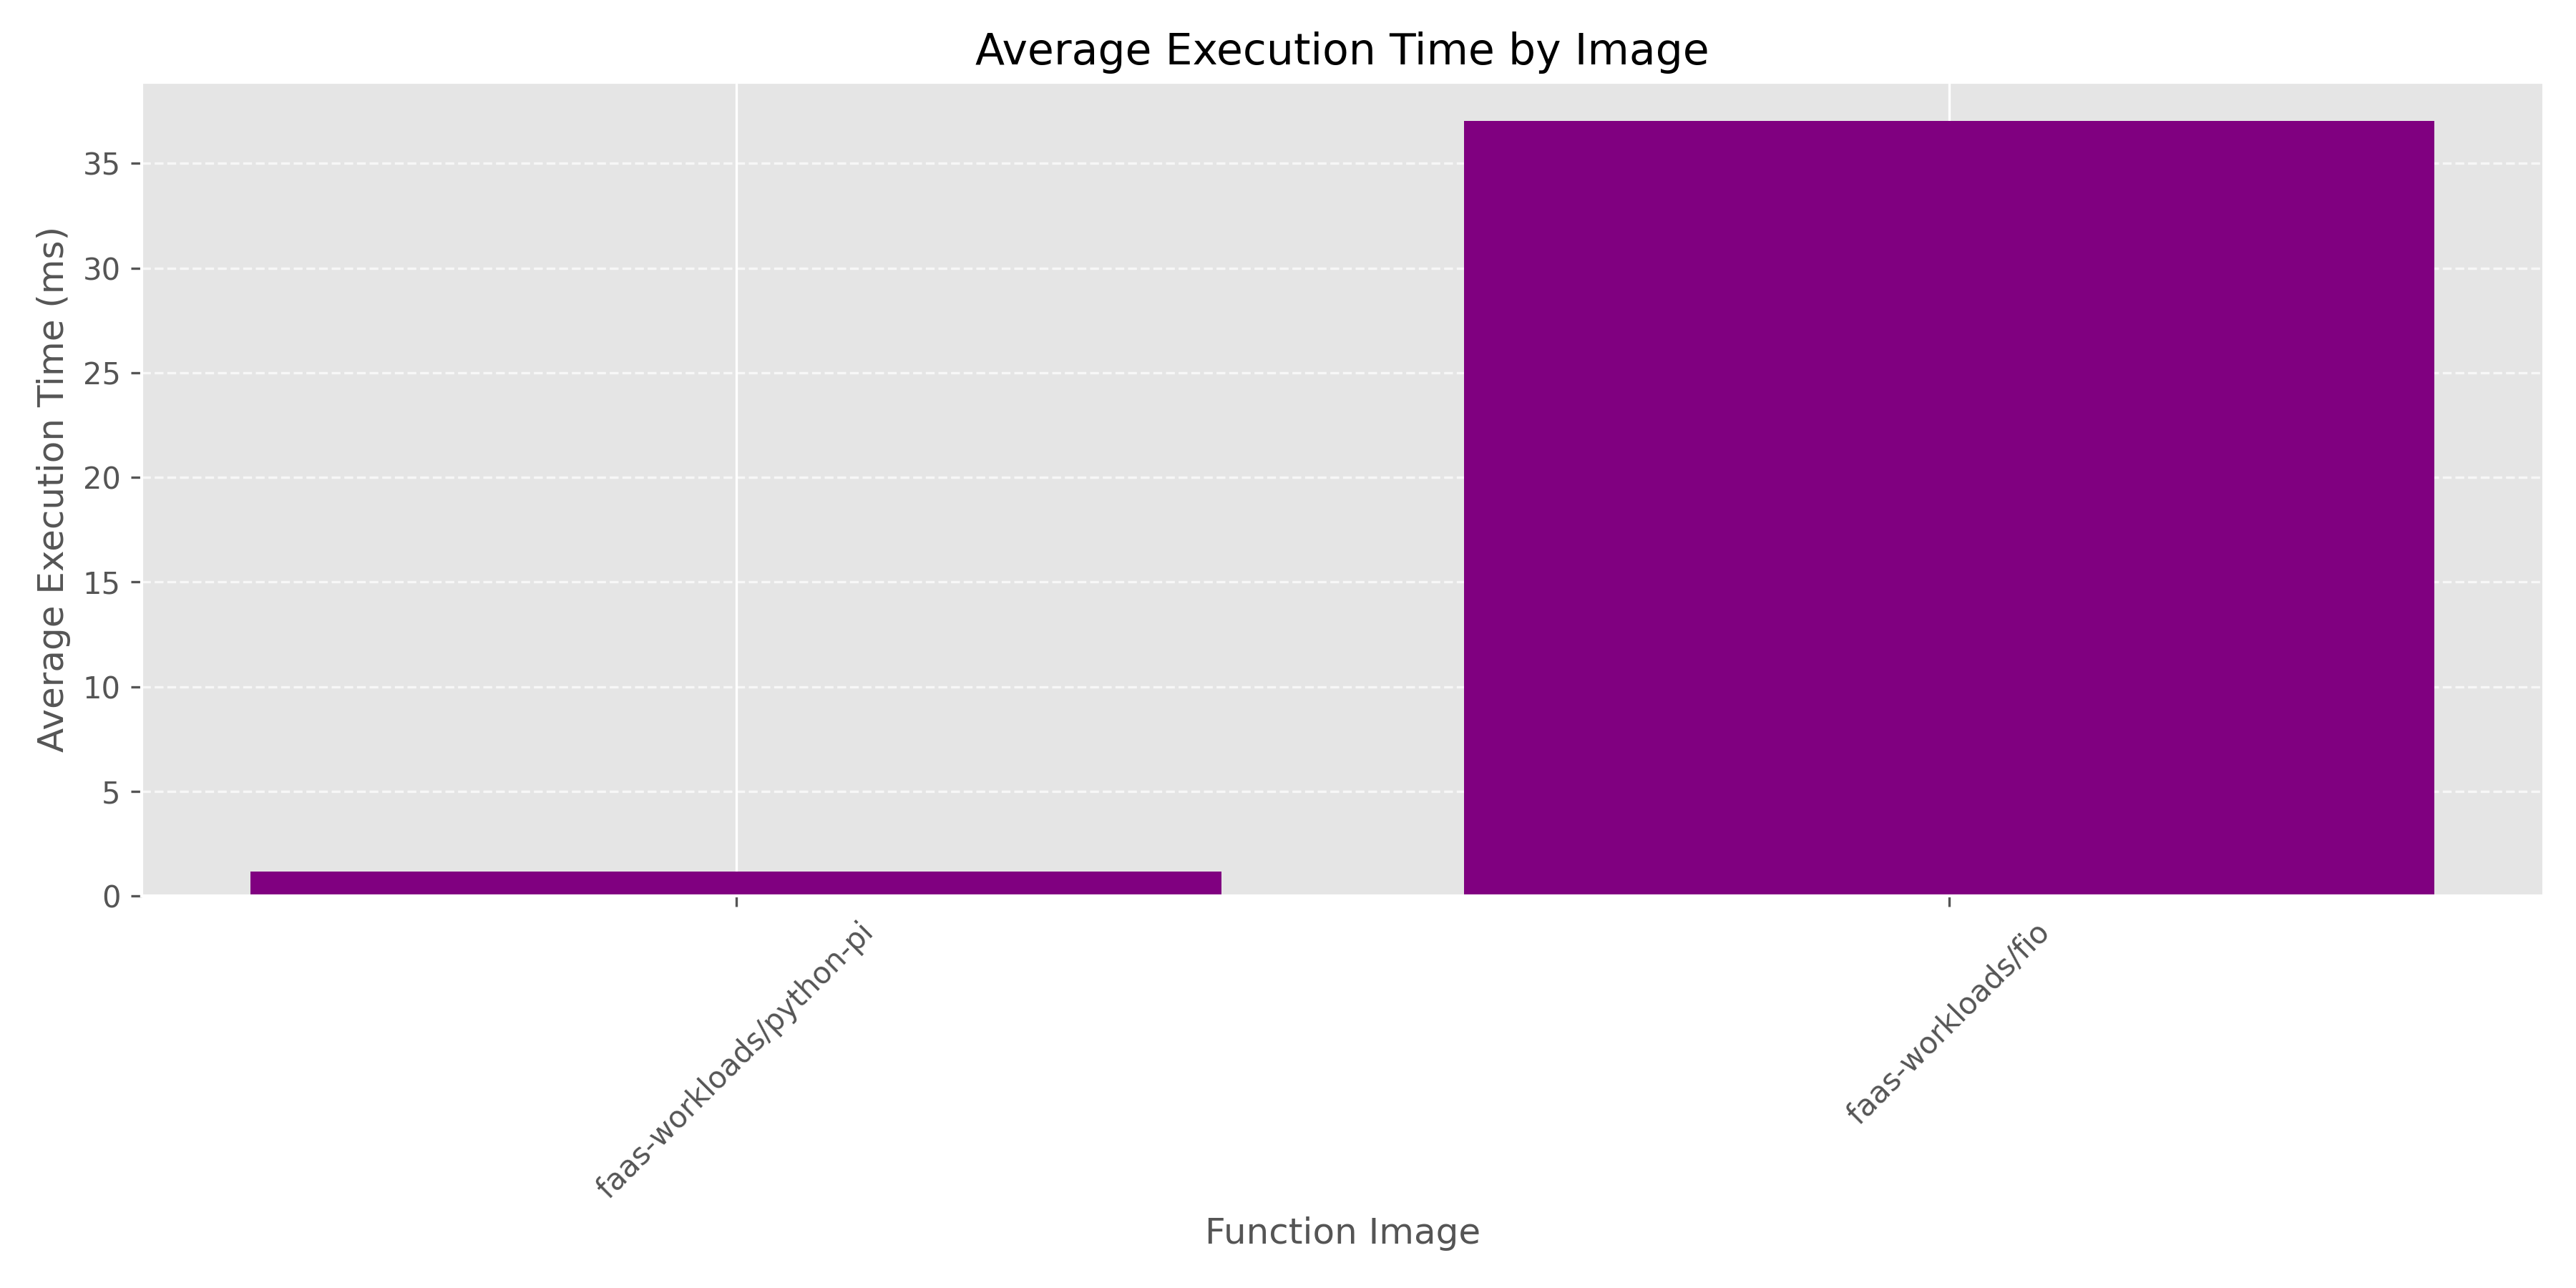 Average Execution Time by Image
Average Execution Time (ms)
35
30
25
20
15
10
5
0
faas-workloads/python-pi
faas-workloads/fio
Function Image